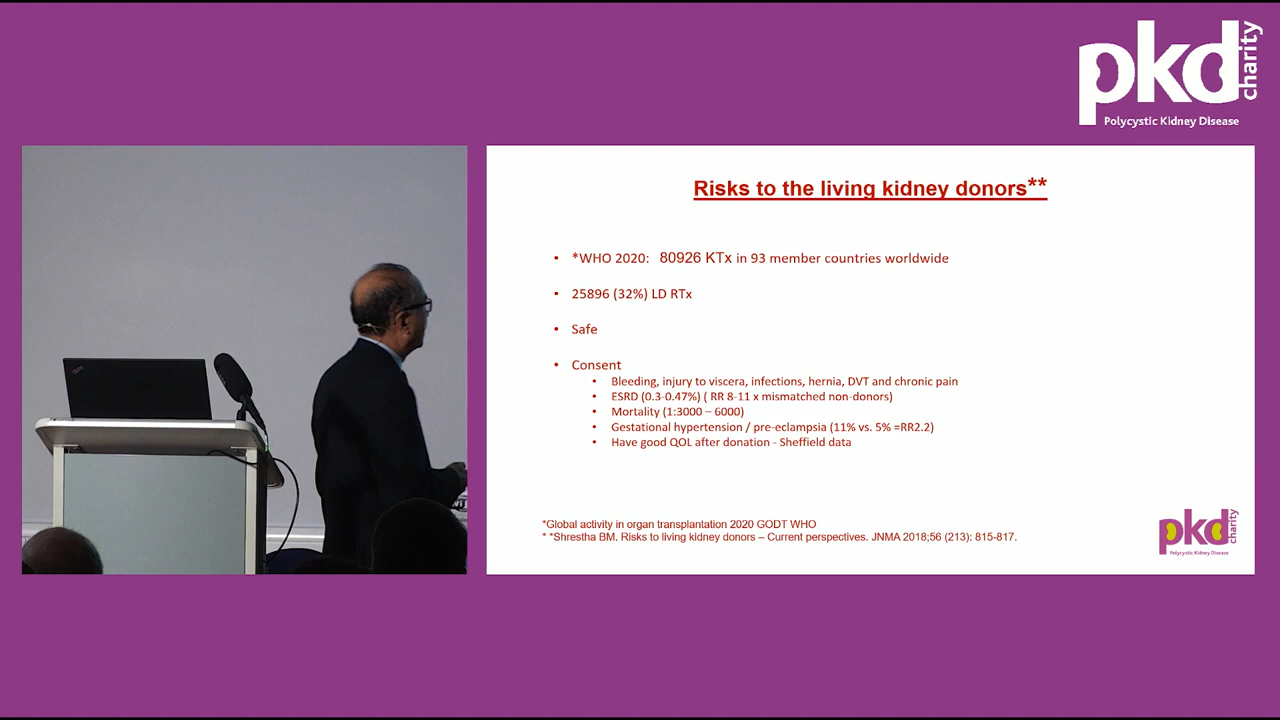 pkd charity
Polycystic Kidney Disease
Risks to the living kidney donors**
• *WHO 2020: 80926 KTx in 93 member countries worldwide
• 25896 (32%) LD RTx
• Safe
• Consent
• Bleeding, injury to viscera, infections, hernia, DVT and chronic pain
• ESRD (0.3-0.47%) ( RR 8-11 x mismatched non-donors)
• Mortality (1:3000 – 6000)
• Gestational hypertension / pre-eclampsia (11% vs. 5% =RR2.2)
• Have good QOL after donation - Sheffield data
*Global activity in organ transplantation 2020 GODT WHO
* *Shrestha BM. Risks to living kidney donors – Current perspectives. JNMA 2018;56 (213): 815-817.
pkd charity
Polycystic Kidney Disease